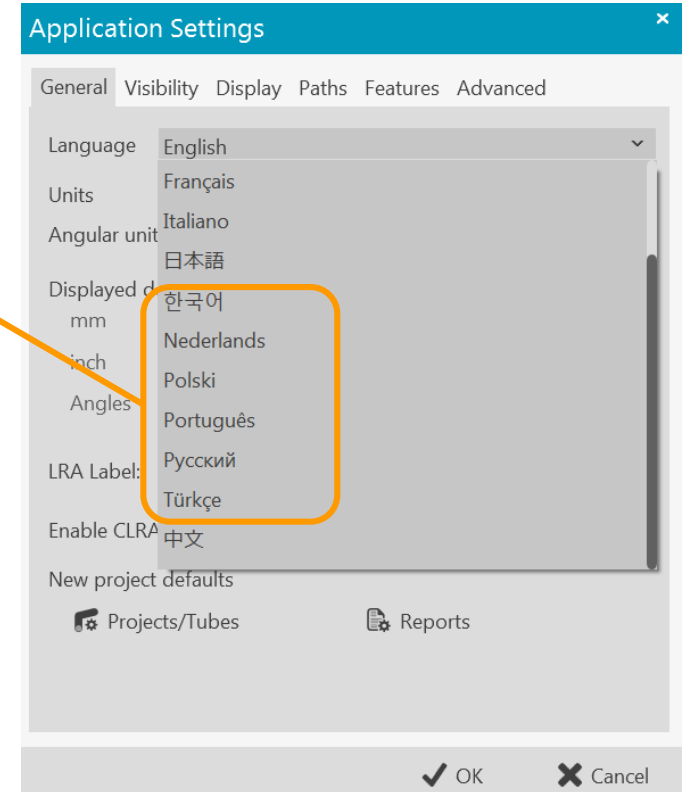 Application Settings
General Visibility Display Paths Features Advanced
Language English
Français
Units
Italiano
Angular unit
日本語
Displayed d
한국어
mm
Nederlands
inch
Polski
Angles
Português
LRA Label:
Русский
Türkçe
Enable CLRA
中文
New project defaults
Projects/Tubes Reports
OK Cancel